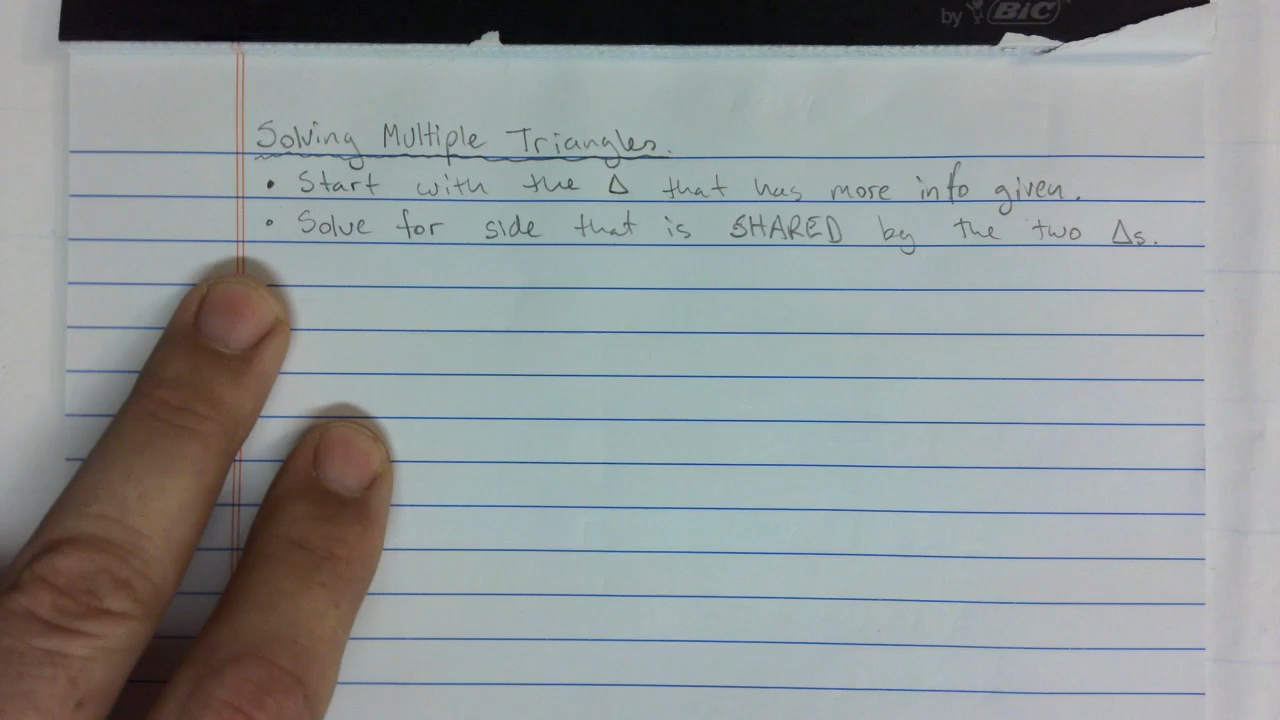 by BIC
Solving Multiple Triangles.
• Start with the Δ that has more info given.
• Solve for side that is SHARED by the two Δs.